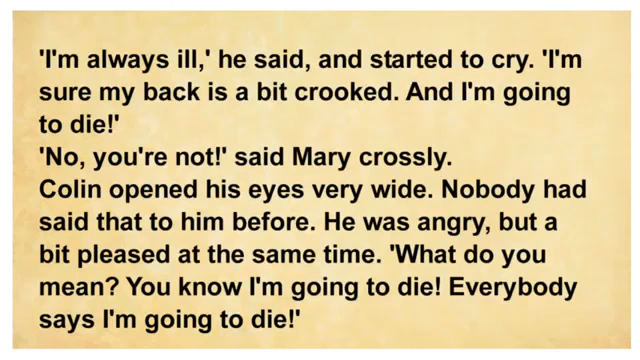 'I'm always ill,' he said, and started to cry. 'I'm
sure my back is a bit crooked. And I'm going
to die!'
'No, you're not!' said Mary crossly.
Colin opened his eyes very wide. Nobody had
said that to him before. He was angry, but a
bit pleased at the same time. 'What do you
mean? You know I'm going to die! Everybody
says I'm going to die!'